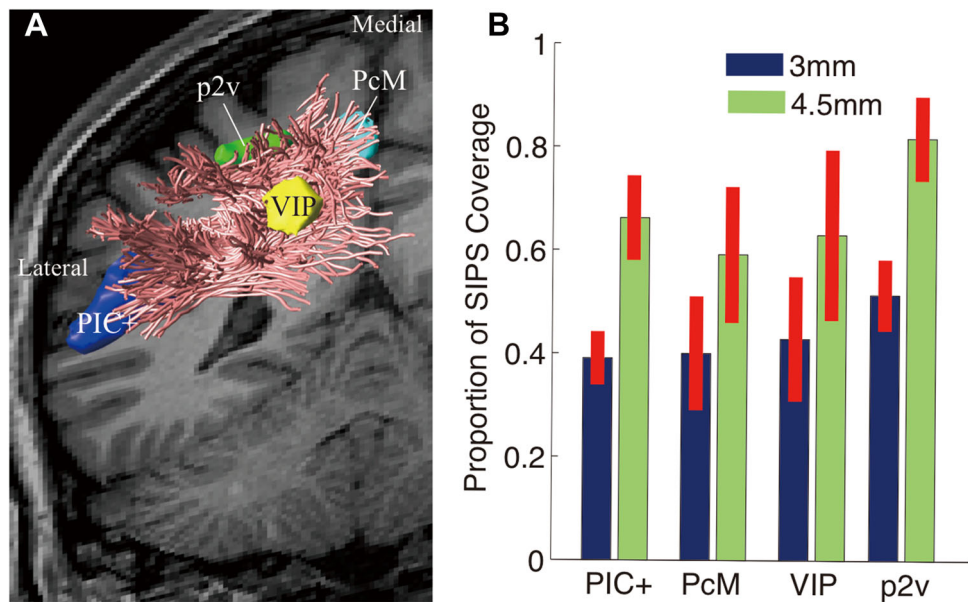 A
Medial
PcM
p2v
VIP
Lateral
PIC+
B
Proportion of SIPS Coverage
1
0.8
0.6
0.4
0.2
0
3mm
4.5mm
PIC+ PcM VIP p2v